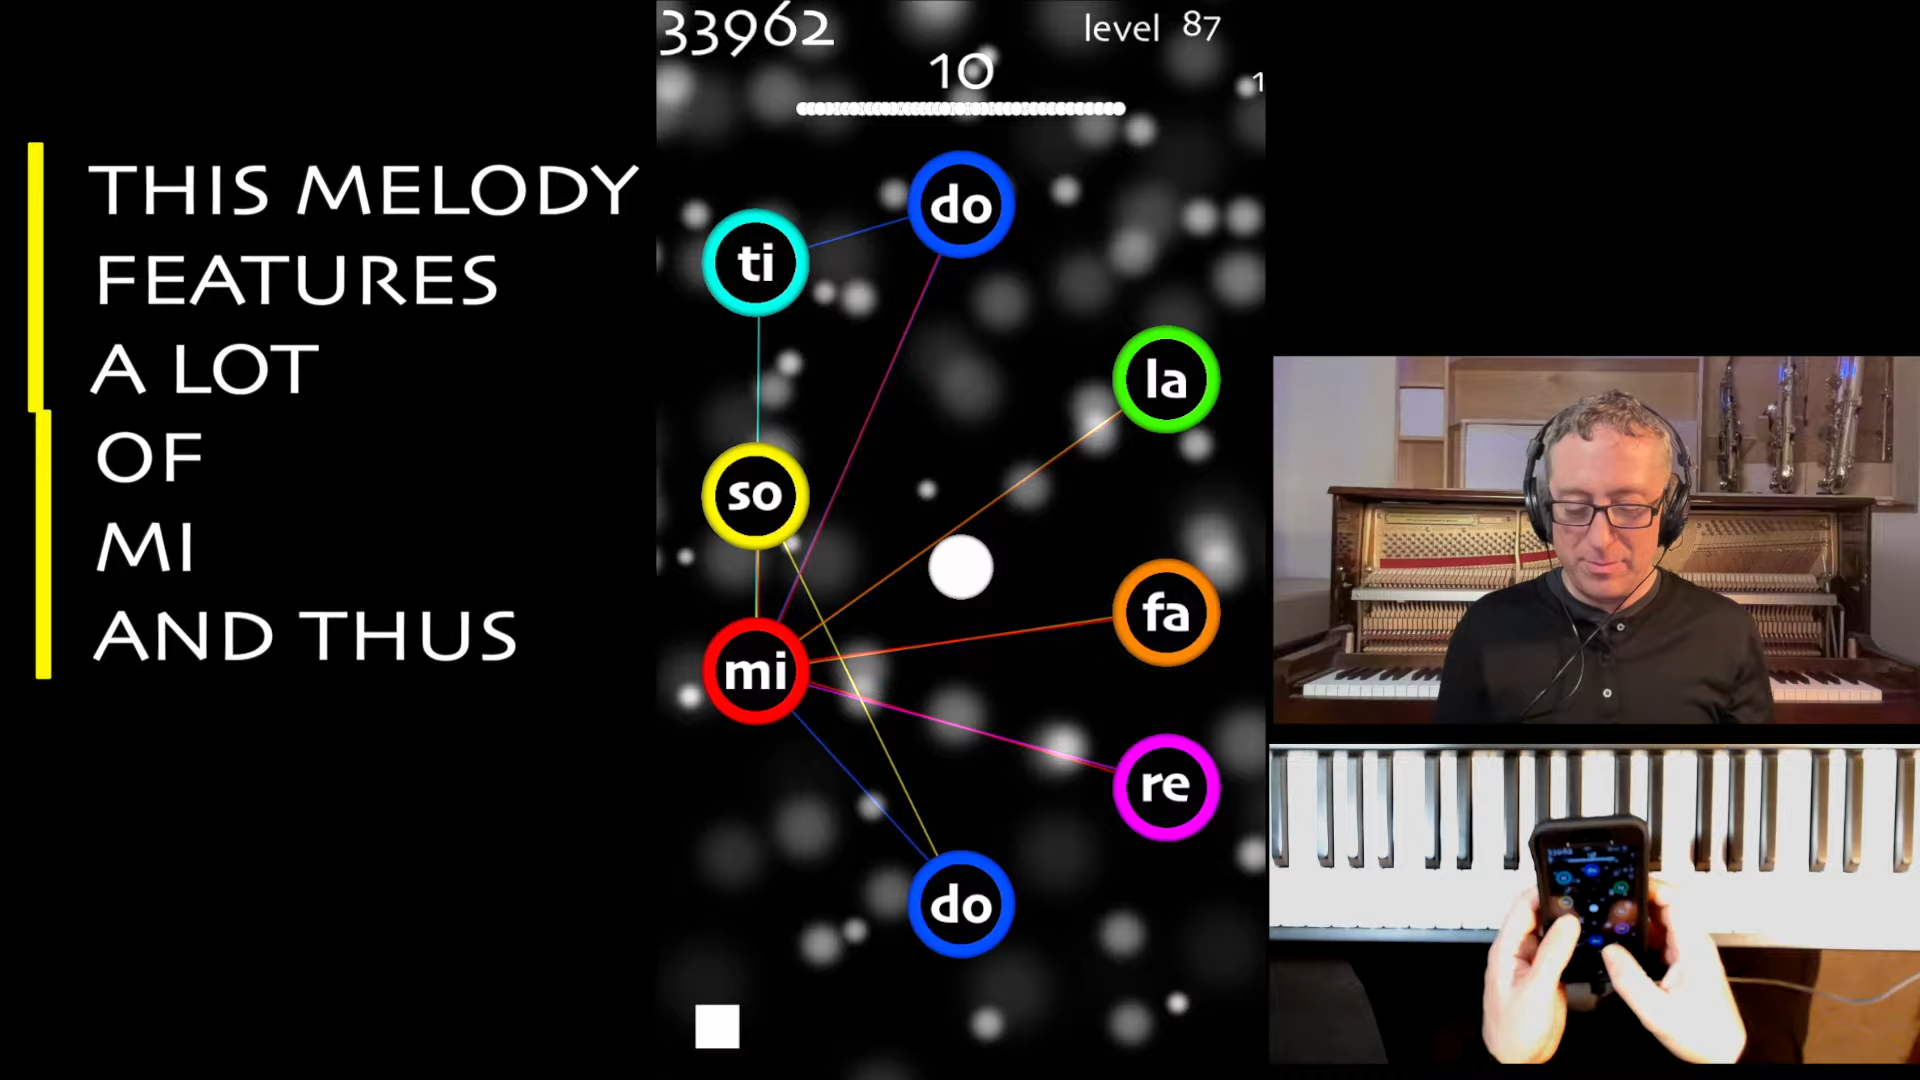 THIS MELODY
FEATURES
A LOT
OF
MI
AND THUS
33962
level 87
10
1
do
ti
la
so
fa
mi
re
do